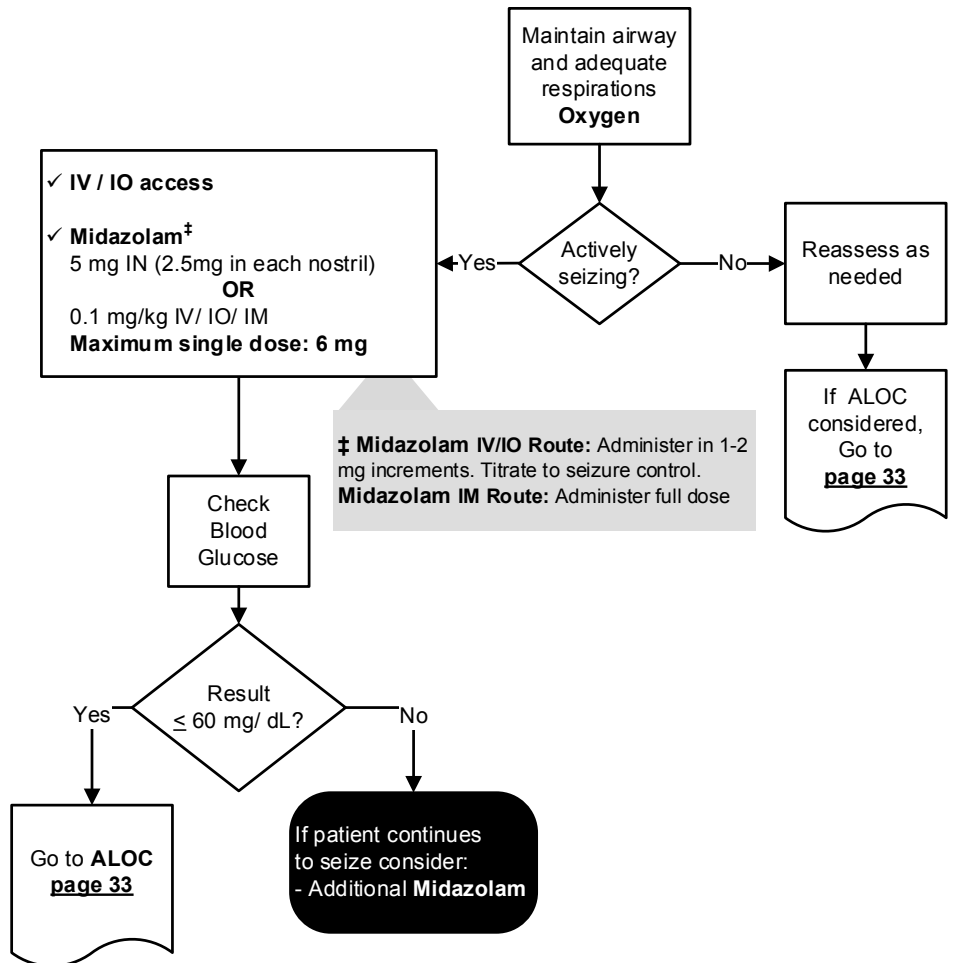 Maintain airway
and adequate
respirations
Oxygen
Actively
seizing?
Yes
No
✓ IV / IO access
✓ Midazolam‡
5 mg IN (2.5mg in each nostril)
OR
0.1 mg/kg IV/ IO/ IM
Maximum single dose: 6 mg
Reassess as
needed
If ALOC
considered,
Go to
page 33
‡ Midazolam IV/IO Route: Administer in 1-2
mg increments. Titrate to seizure control.
Midazolam IM Route: Administer full dose
Check
Blood
Glucose
Result
≤ 60 mg/ dL?
Yes
No
Go to ALOC
page 33
If patient continues
to seize consider:
- Additional Midazolam